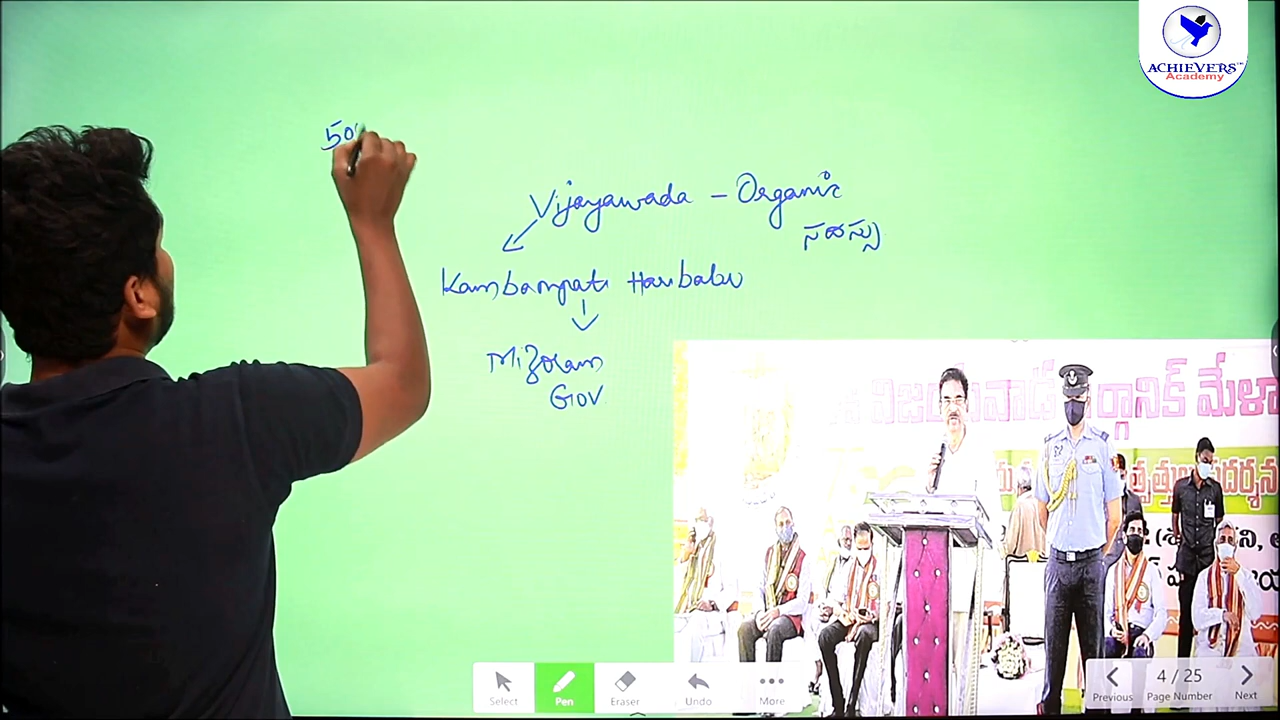 ACHIEVERS™
Academy
50
Vijayawada – Organic
సదస్సు
Kambampati Haribabu
Mizoram
GOV
విజయవాడ ఆర్గానిక్ మేళా
Select
Pen
Eraser
Undo
More
Previous
4 / 25
Page Number
Next